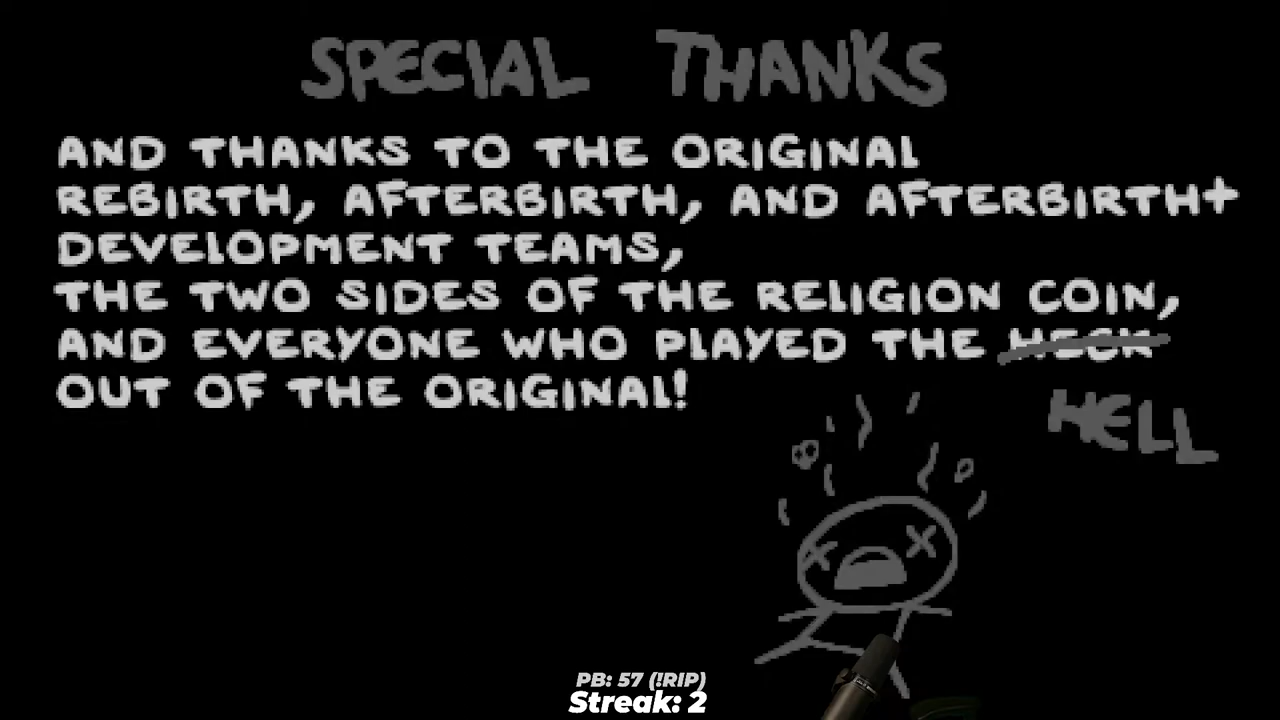 SPECIAL THANKS
AND THANKS TO THE ORIGINAL
REBIRTH, AFTERBIRTH, AND AFTERBIRTH+
DEVELOPMENT TEAMS,
THE TWO SIDES OF THE RELIGION COIN,
AND EVERYONE WHO PLAYED THE HECK
OUT OF THE ORIGINAL!
HELL
PB: 57 (!RIP)
Streak: 2